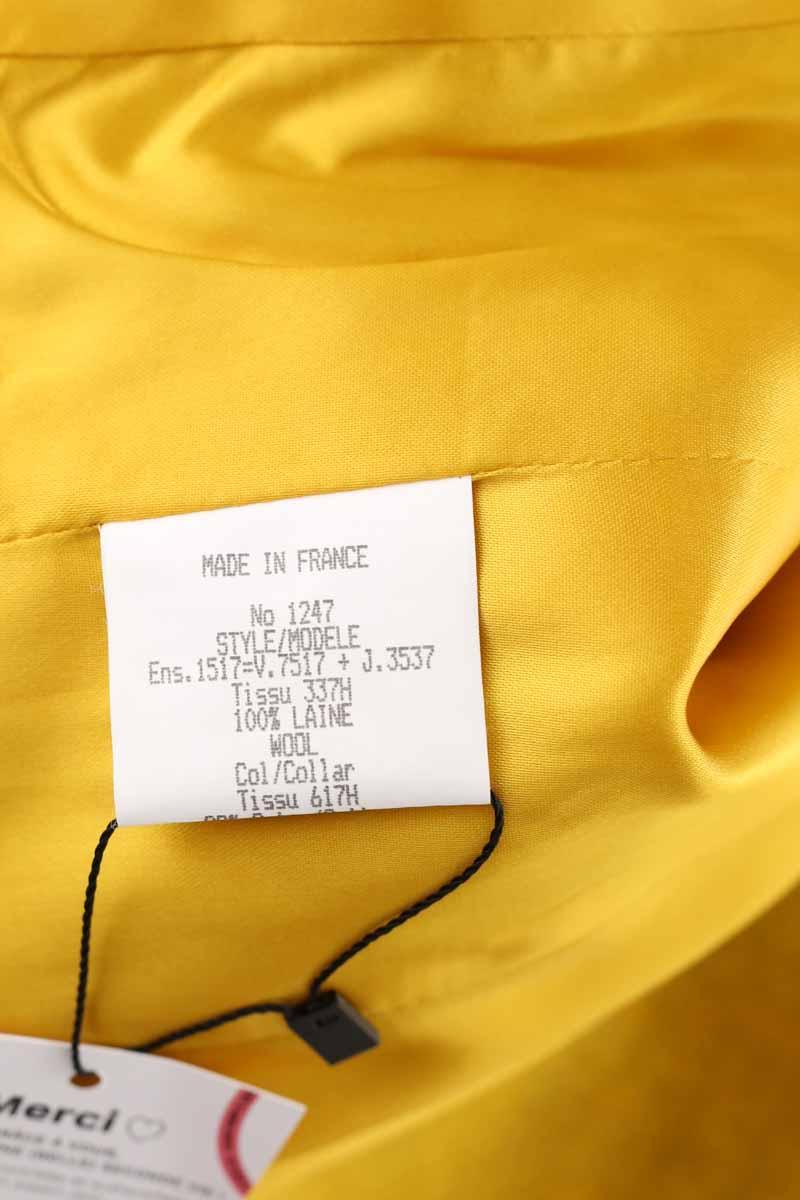 MADE IN FRANCE
No 1247
STYLE/MODELE
Ens.1517=V.7517 + J.3537
Tissu 337H
100% LAINE
WOOL
Col/Collar
Tissu 617H
Merci